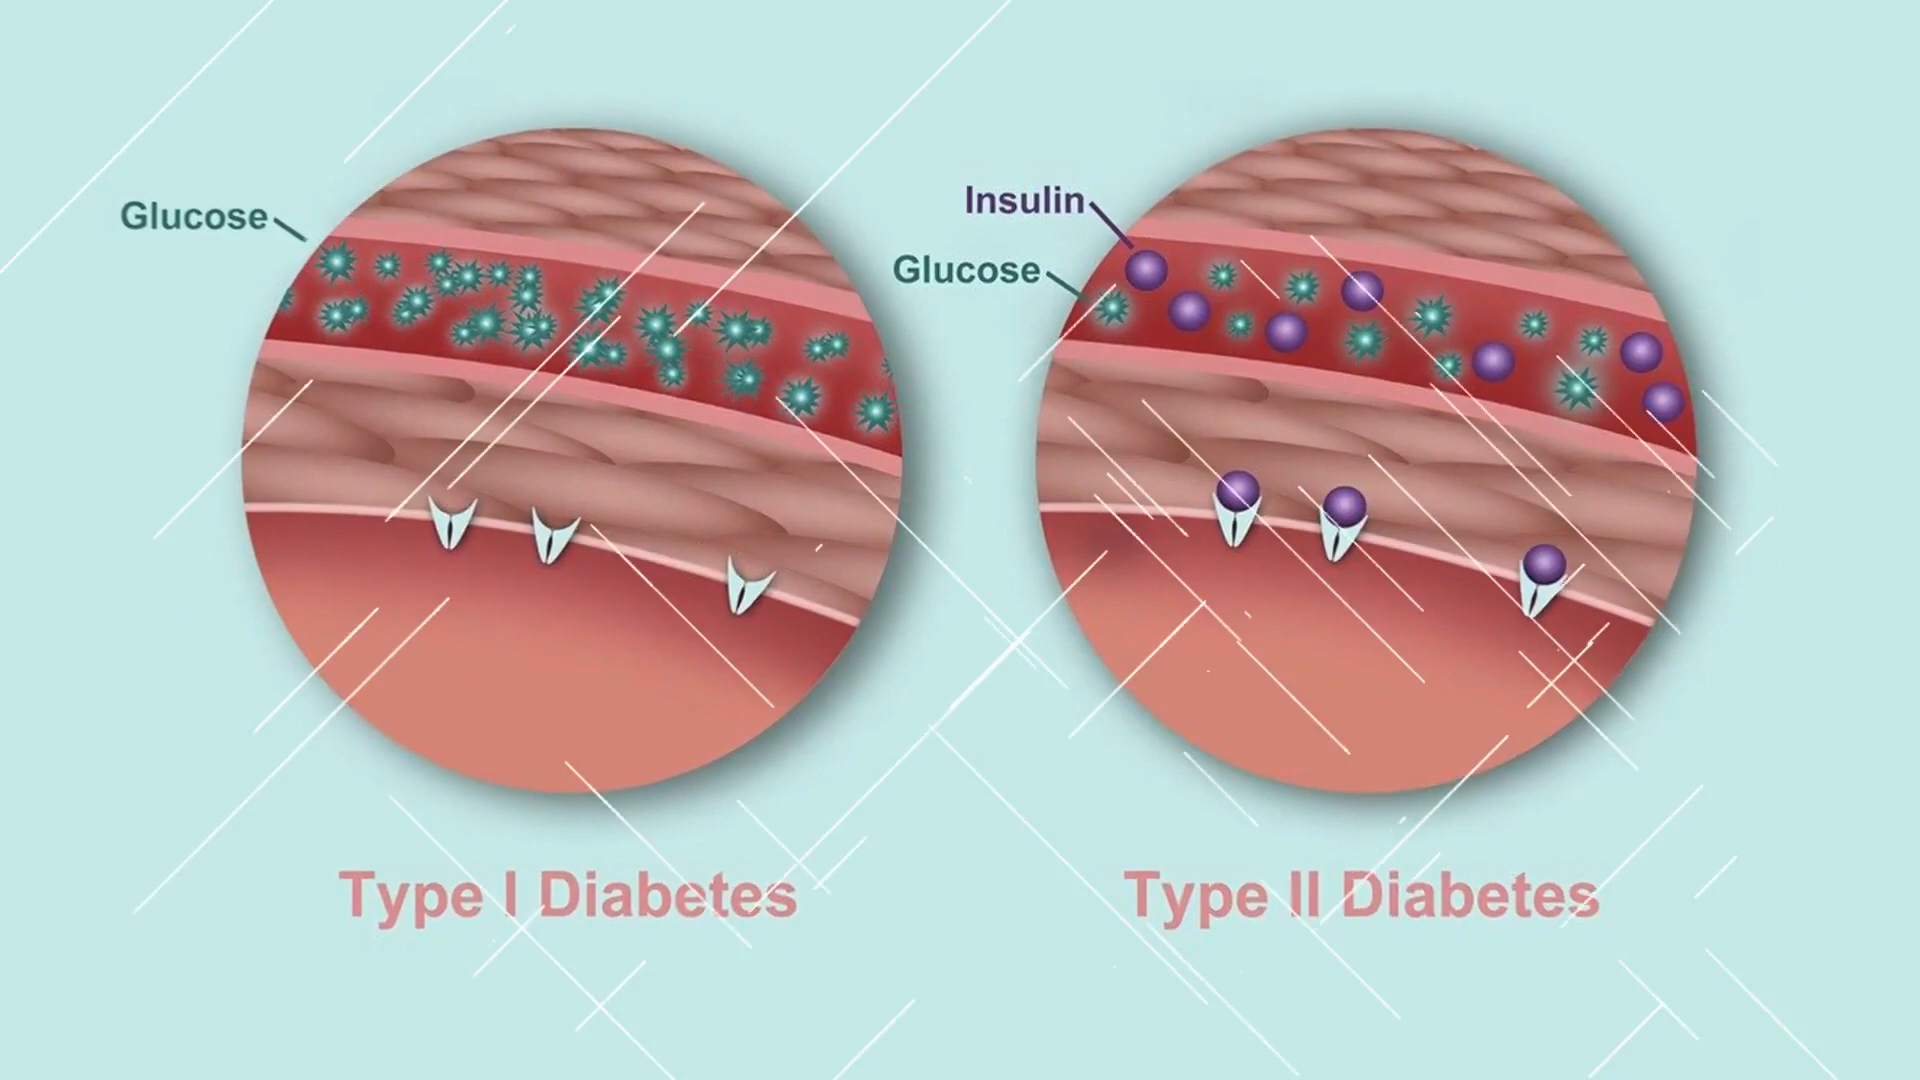 Glucose
Insulin
Glucose
Type I Diabetes
Type II Diabetes